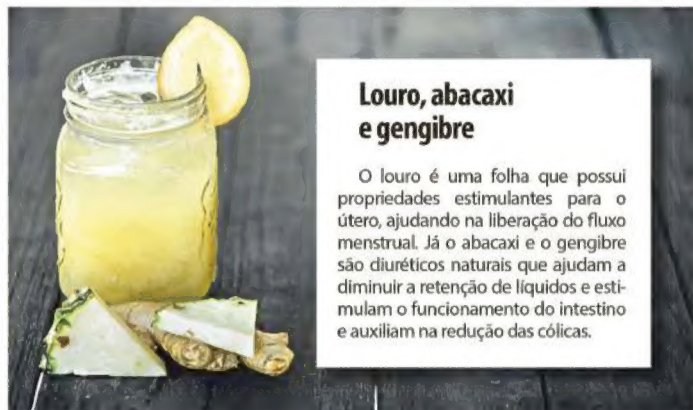 Louro, abacaxi
e gengibre
O louro é uma folha que possui
propriedades estimulantes para o
útero, ajudando na liberação do fluxo
menstrual. Já o abacaxi e o gengibre
são diuréticos naturais que ajudam a
diminuir a retenção de líquidos e esti-
mulam o funcionamento do intestino
e auxiliam na redução das cólicas.